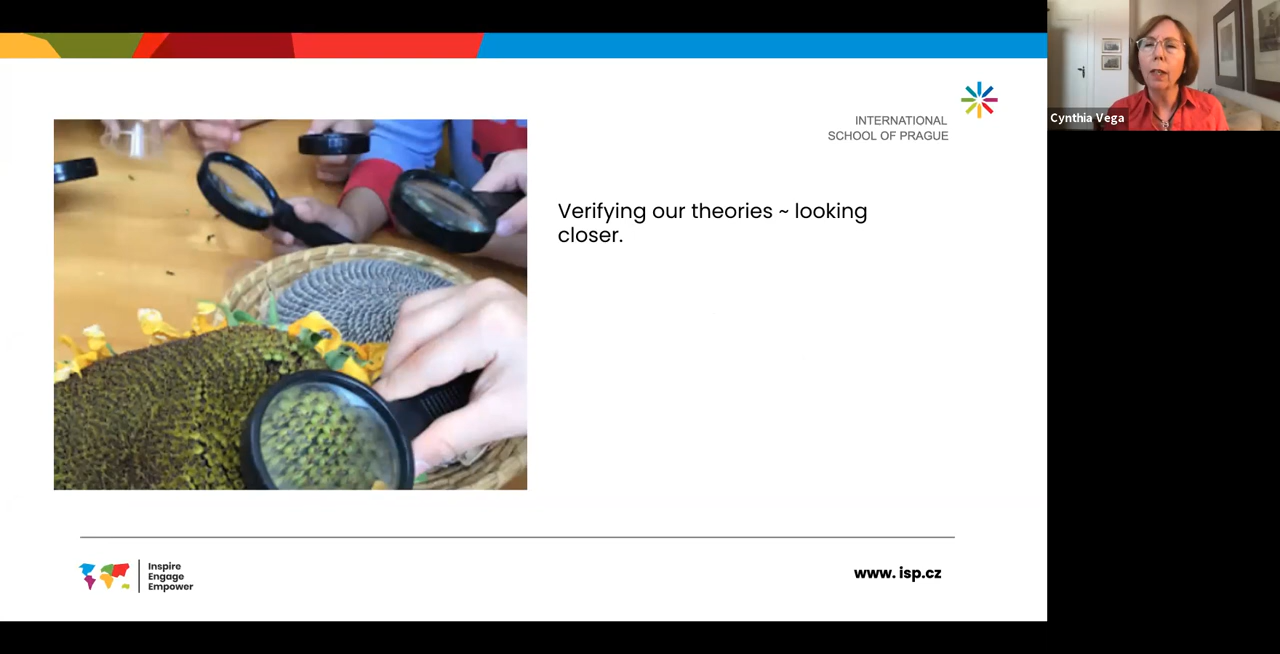 INTERNATIONAL
SCHOOL OF PRAGUE
Cynthia Vega
Verifying our theories ~ looking
closer.
Inspire
Engage
Empower
www. isp.cz